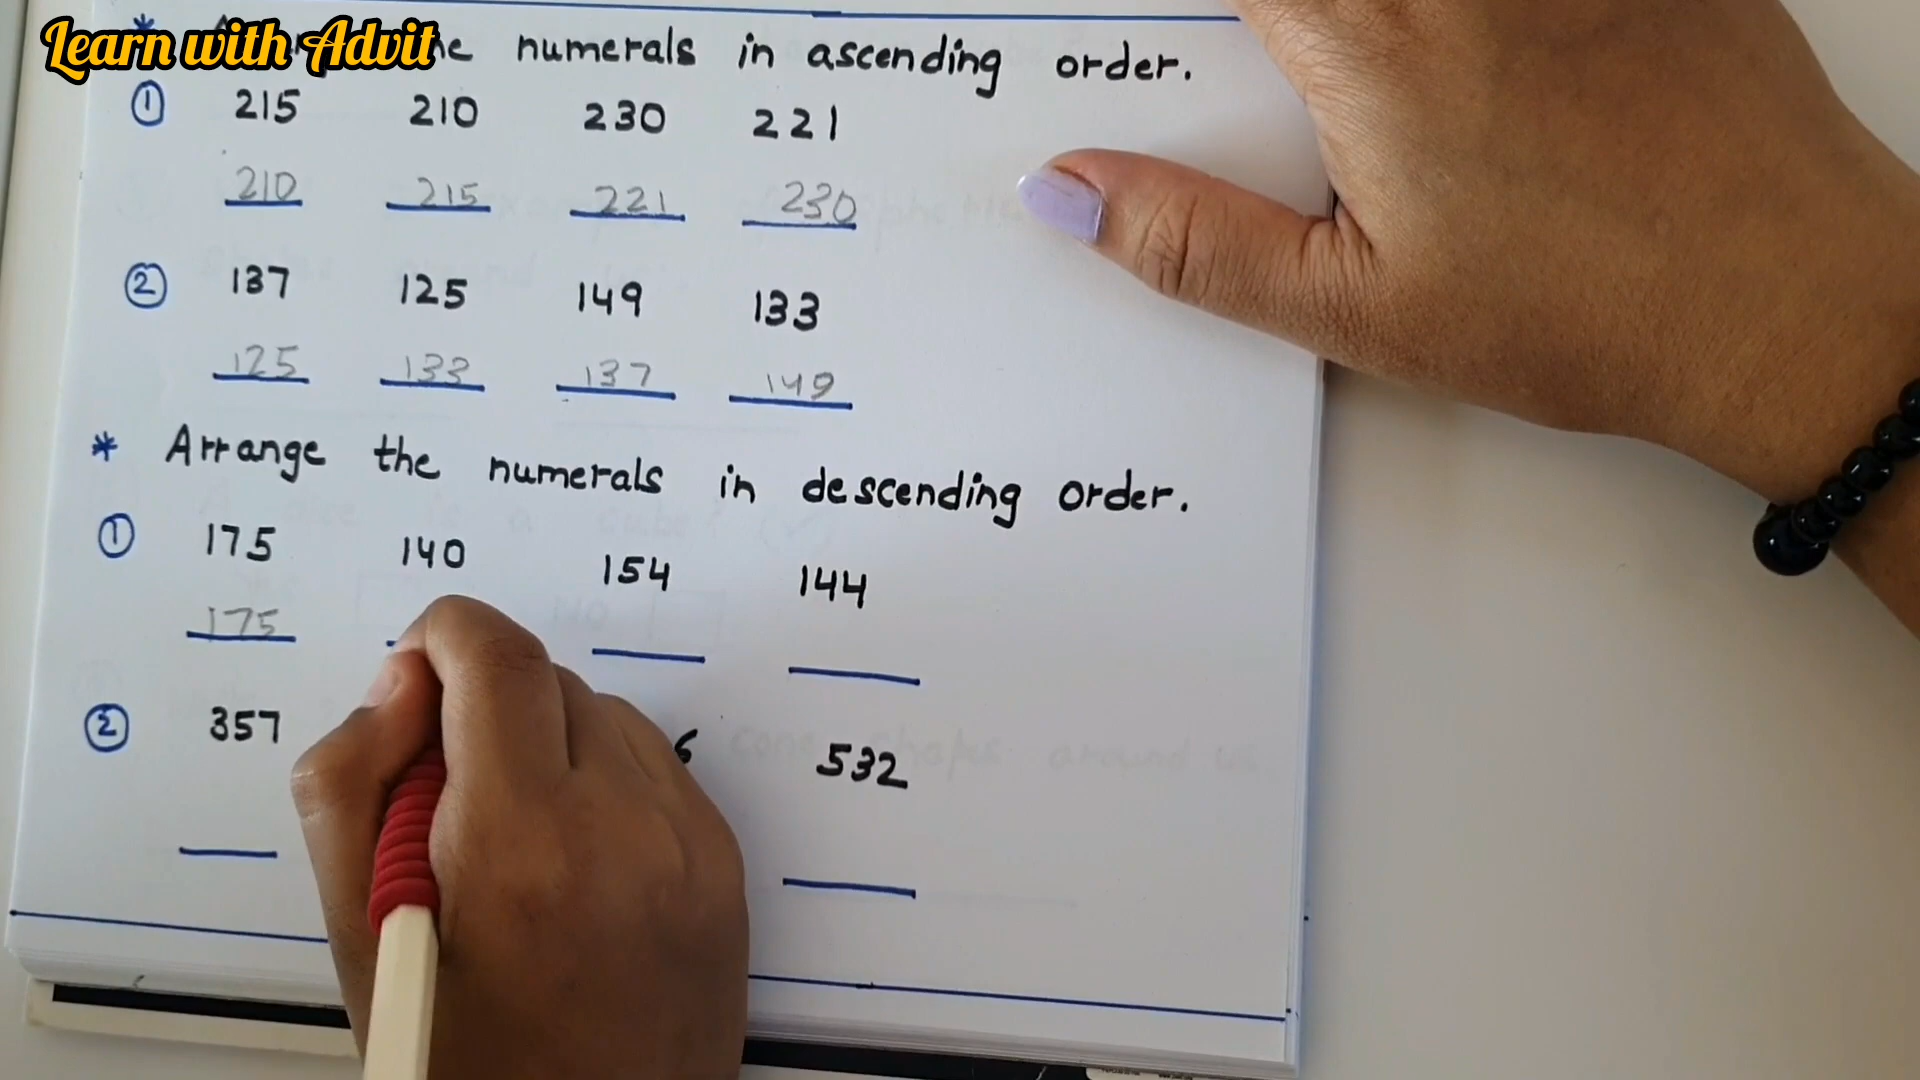 Learn with Advit
* the numerals in ascending order.
① 215 210 230 221
210 215 221 230
② 137 125 149 133
125 133 137 149
* Arrange the numerals in descending order.
① 175 140 154 144
175
② 357 532